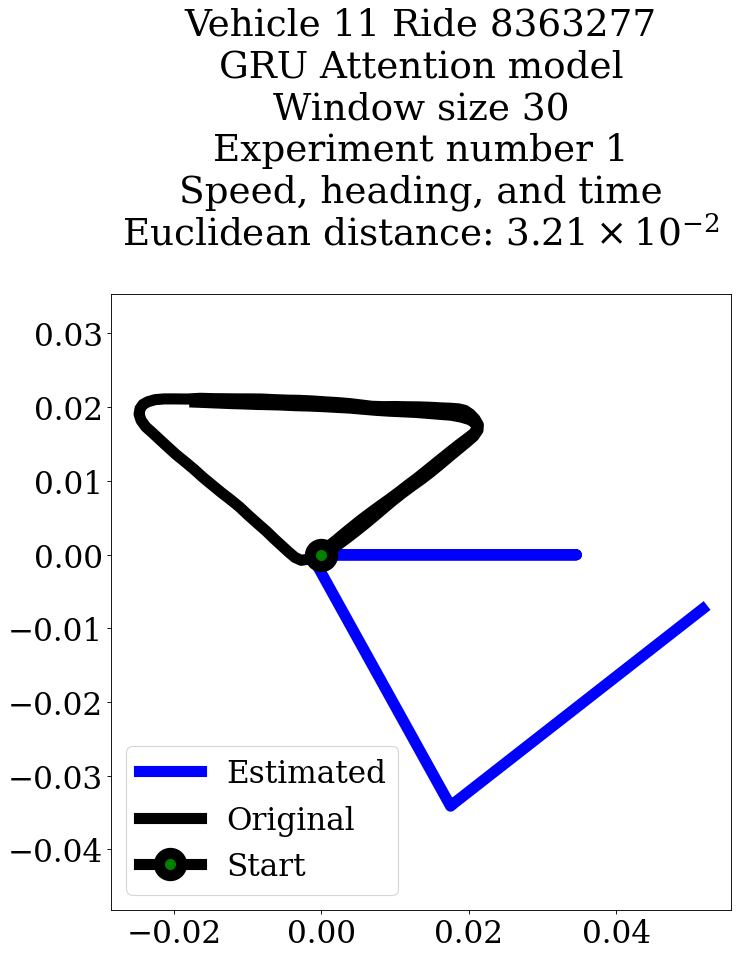 Vehicle 11 Ride 8363277
GRU Attention model
Window size 30
Experiment number 1
Speed, heading, and time
Euclidean distance: 3.21 × 10⁻²
0.03
0.02
0.01
0.00
−0.01
−0.02
−0.03
−0.04
Estimated
Original
Start
−0.02 0.00 0.02 0.04